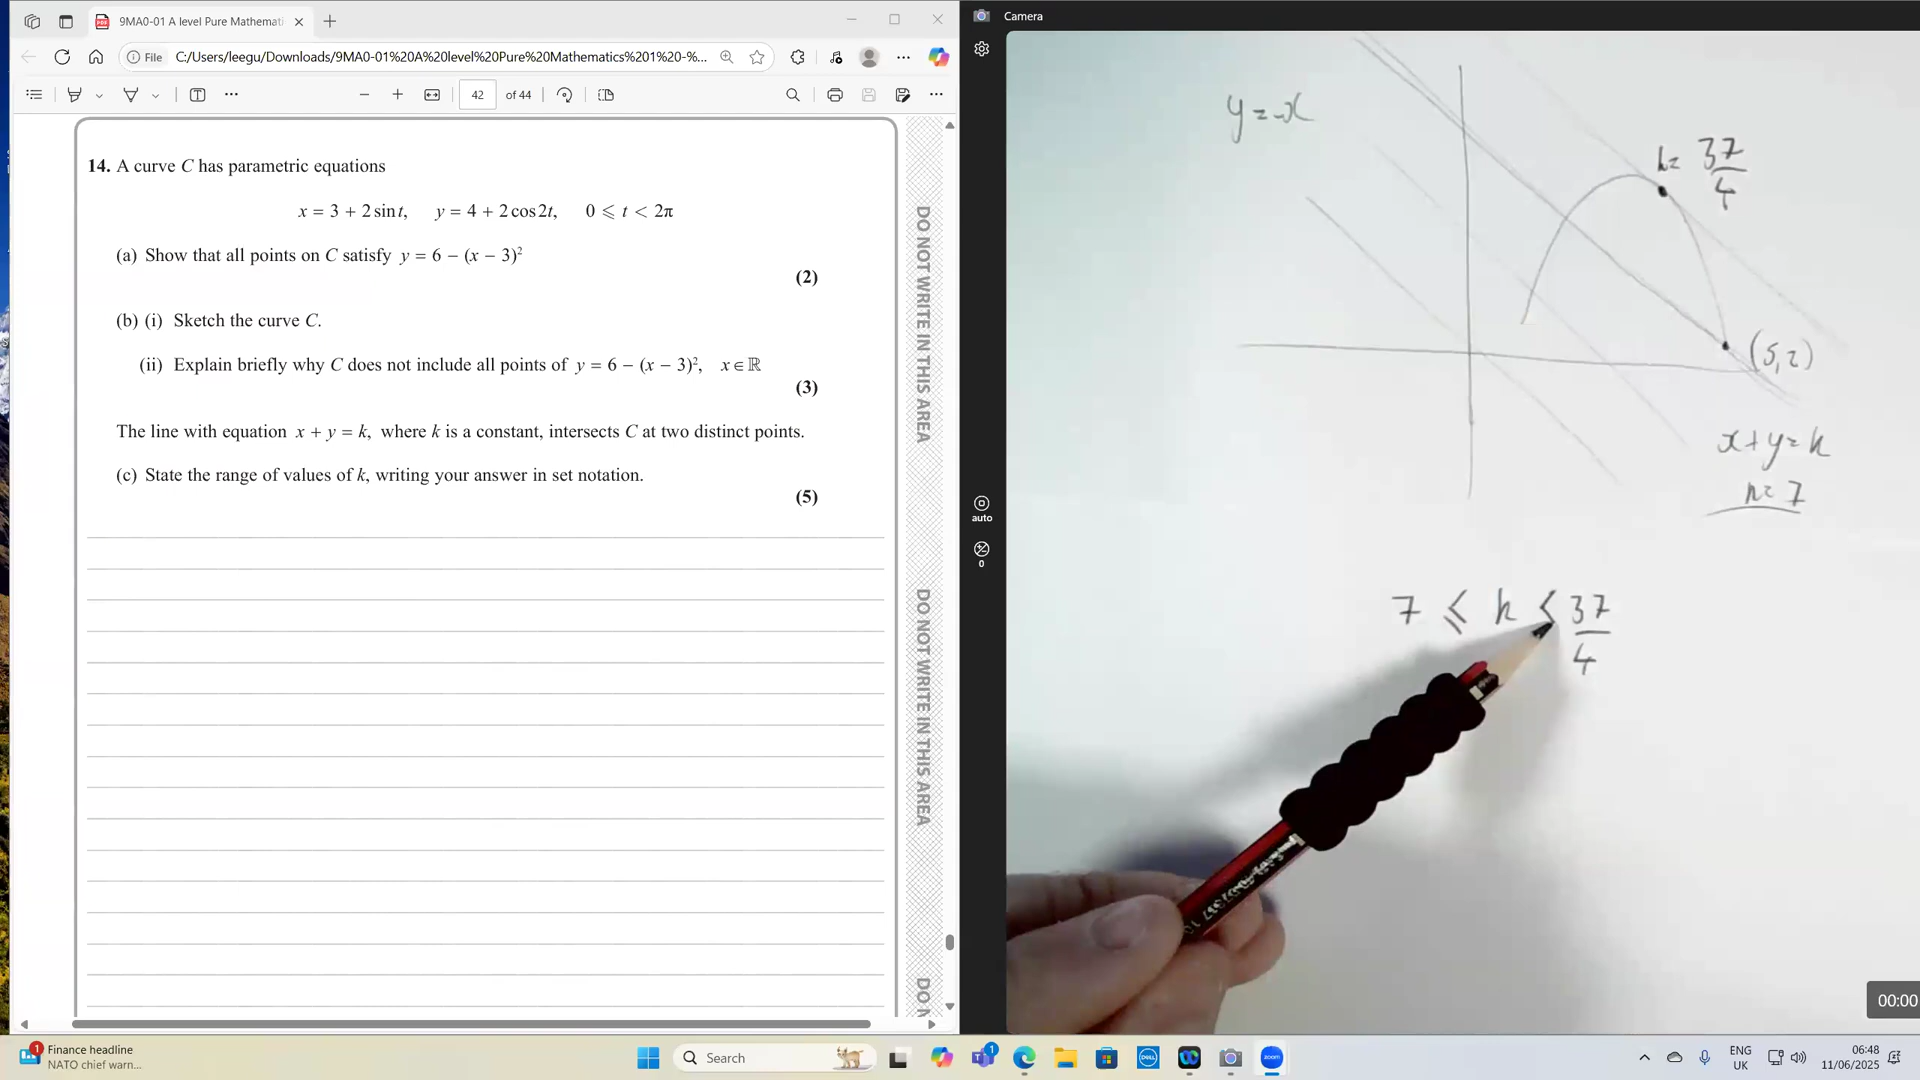 9MA0-01 A level Pure Mathemati
File C:/Users/leegu/Downloads/9MA0-01%20A%20level%20Pure%20Mathematics%201%20-%...
42 of 44
14. A curve C has parametric equations
x = 3 + 2 sin t, y = 4 + 2 cos 2t, 0 ⩽ t < 2π
(a) Show that all points on C satisfy y = 6 − (x − 3)²
(2)
(b) (i) Sketch the curve C.
(ii) Explain briefly why C does not include all points of y = 6 − (x − 3)², x ∈ ℝ
(3)
The line with equation x + y = k, where k is a constant, intersects C at two distinct points.
(c) State the range of values of k, writing your answer in set notation.
(5)
DO NOT WRITE IN THIS AREA
DO NOT WRITE IN THIS AREA
DO N
Camera
auto
0
y = -x
k = 37/4
(5,2)
x + y = k
k = 7
7 ⩽ k < 37/4
00:00
1
Finance headline
NATO chief warn...
Search
1
DELL
zoom
ENG
UK
06:48
11/06/2025